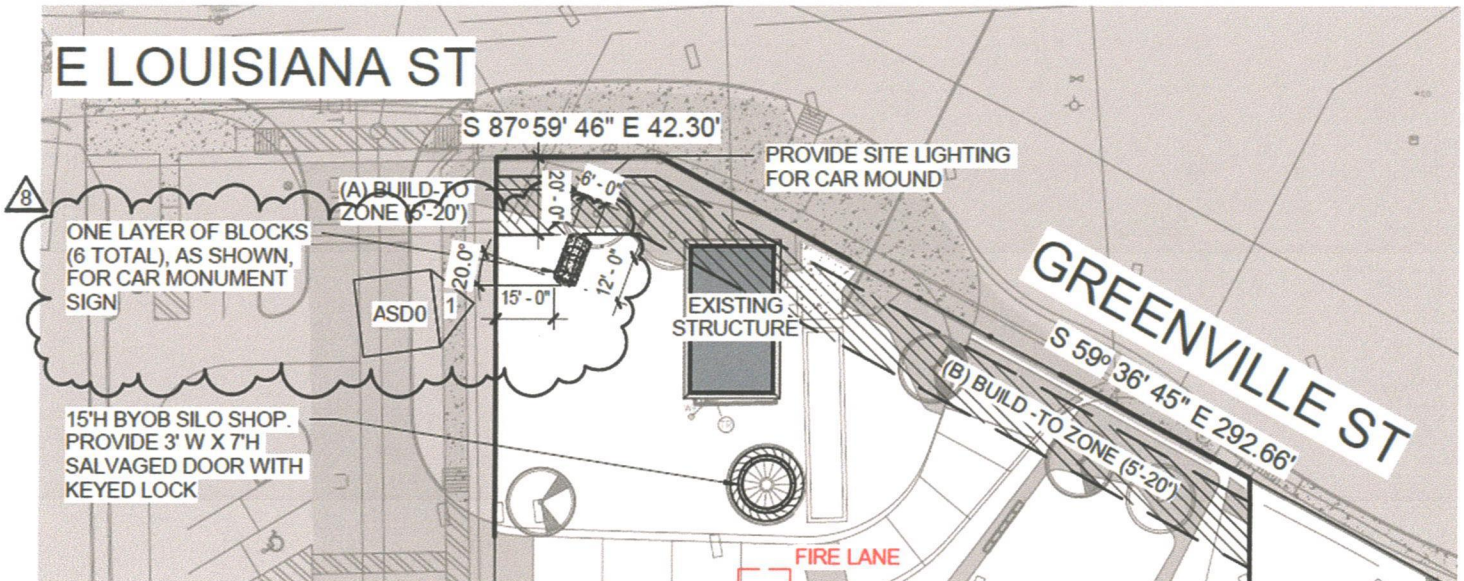 E LOUISIANA ST
S 87° 59' 46" E 42.30'
PROVIDE SITE LIGHTING
FOR CAR MOUND
8
(A) BUILD-TO
ZONE (5'-20')
20' - 0"
6' - 0"
ONE LAYER OF BLOCKS
(6 TOTAL), AS SHOWN,
FOR CAR MONUMENT
SIGN
20.0°
15' - 0"
12' - 0"
ASD0
1
EXISTING
STRUCTURE
GREENVILLE ST
S 59° 36' 45" E 292.66'
(B) BUILD -TO ZONE (5'-20')
15'H BYOB SILO SHOP.
PROVIDE 3' W X 7'H
SALVAGED DOOR WITH
KEYED LOCK
FIRE LANE